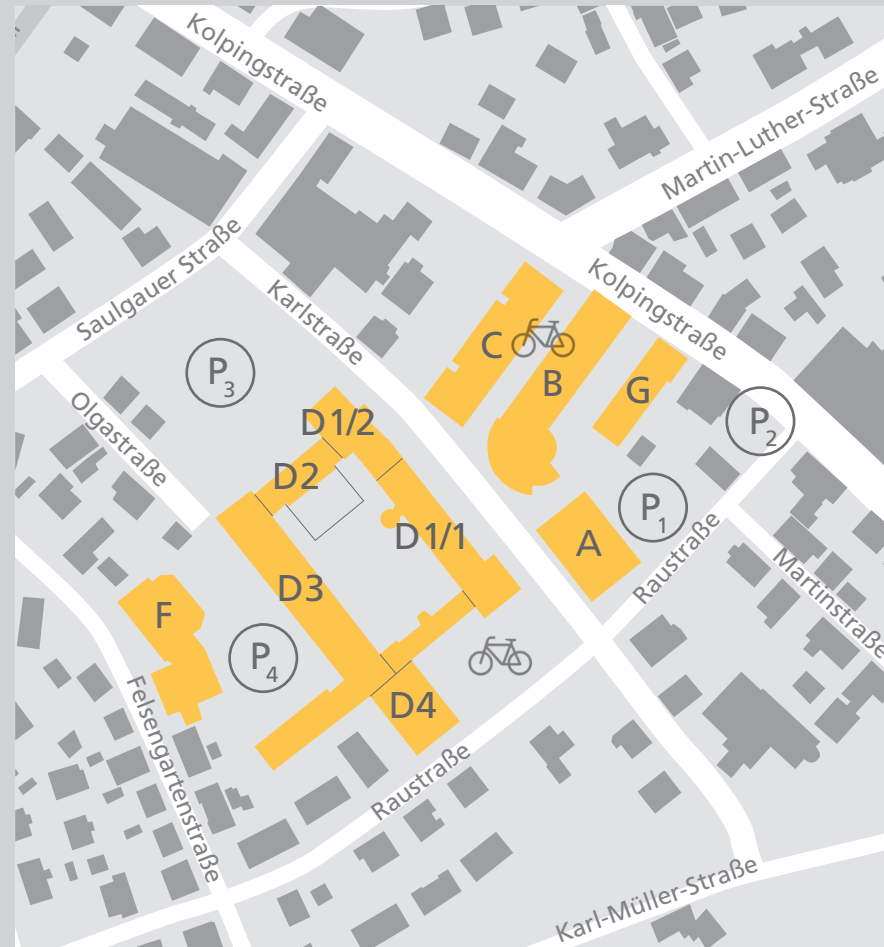 Kolpingstraße
Martin-Luther-Straße
Saulgauer Straße
Karlstraße
Kolpingstraße
C
B
G
P3
Olgastraße
D1/2
P2
D2
P1
D1/1
A
Raustraße
Martinstraße
D3
F
P4
D4
Felsengartenstraße
Raustraße
Karl-Müller-Straße